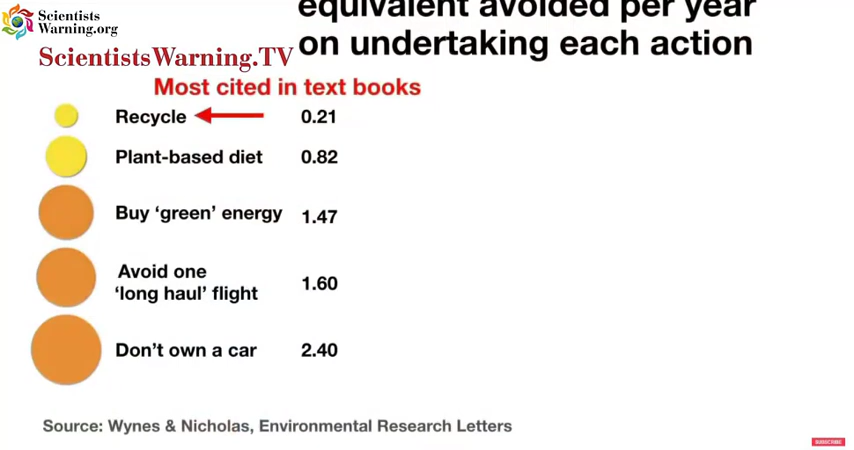 Scientists
Warning.org
ScientistsWarning.TV
equivalent avoided per year
on undertaking each action
Most cited in text books
Recycle 0.21
Plant-based diet 0.82
Buy ‘green’ energy 1.47
Avoid one
‘long haul’ flight 1.60
Don’t own a car 2.40
Source: Wynes & Nicholas, Environmental Research Letters
SUBSCRIBE